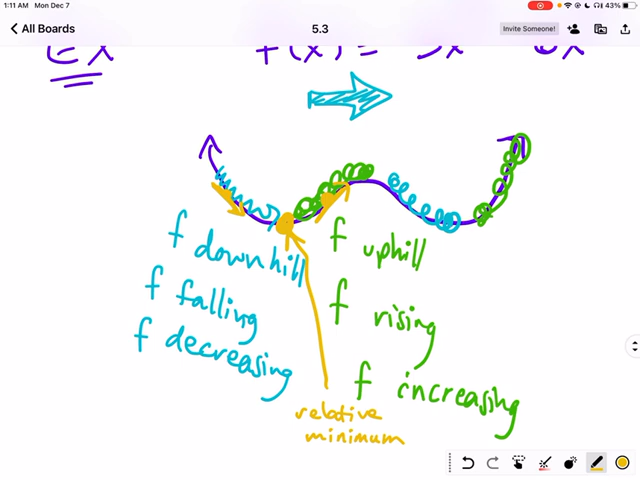 1:11 AM Mon Dec 7
43%
All Boards
5.3
Invite Someone!
Ex
f downhill
f falling
f decreasing
f uphill
f rising
f increasing
relative
minimum